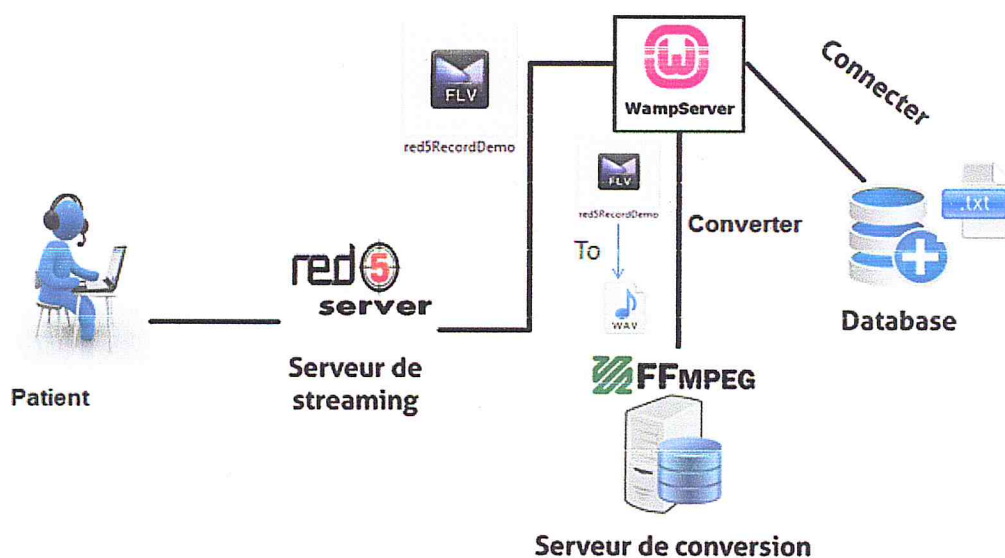 FLV
red5RecordDemo
WampServer
Connecter
FLV
red5RecordDemo
.txt
Converter
To
WAV
red5
server
Database
Patient
Serveur de
streaming
FFMPEG
Serveur de conversion